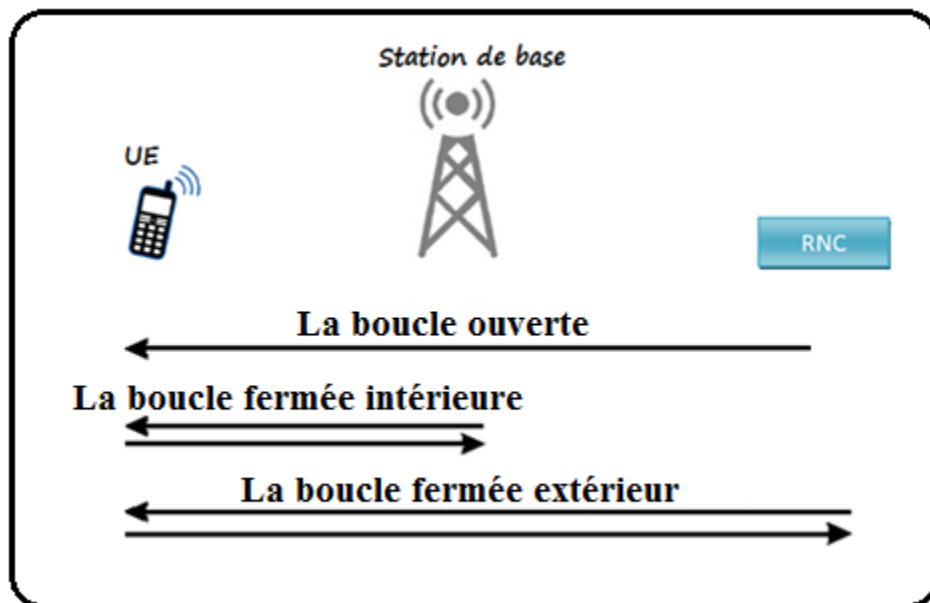 Station de base
UE
RNC
La boucle ouverte
La boucle fermée intérieure
La boucle fermée extérieur